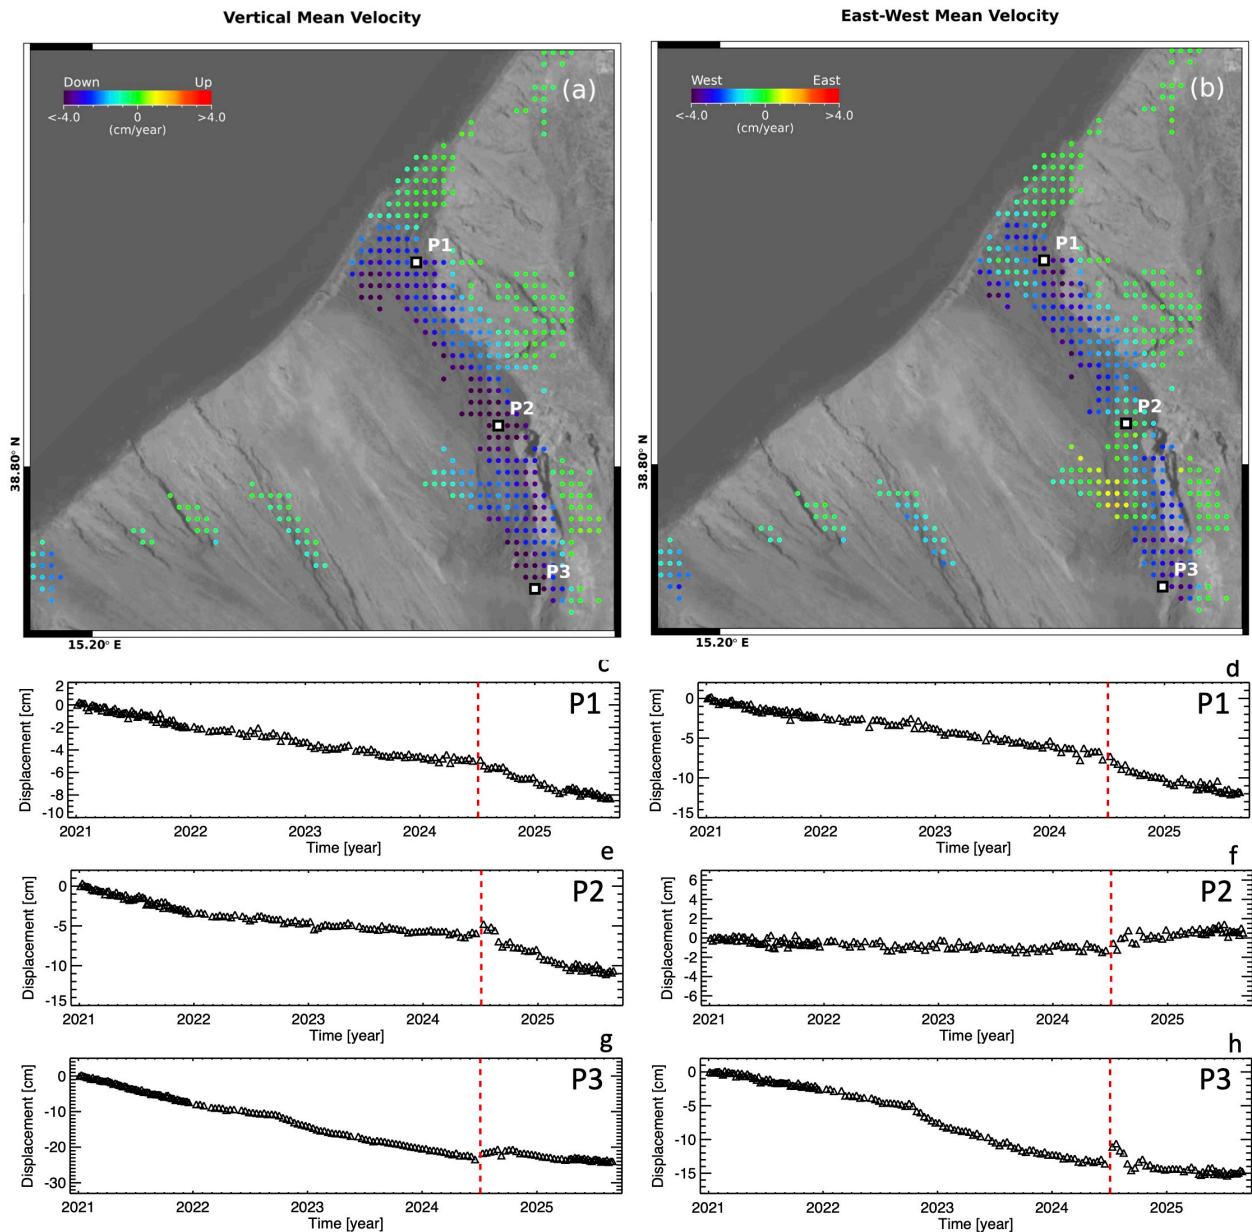 Vertical Mean Velocity
East-West Mean Velocity
Down Up
<-4.0 0 >4.0
(cm/year)
(a)
P1
P2
P3
38.80° N
15.20° E
West East
<-4.0 0 >4.0
(cm/year)
(b)
P1
P2
P3
38.80° N
15.20° E
c
P1
Displacement [cm]
2
0
-2
-4
-6
-8
-10
2021 2022 2023 2024 2025
Time [year]
d
P1
Displacement [cm]
0
-5
-10
-15
2021 2022 2023 2024 2025
Time [year]
e
P2
Displacement [cm]
0
-5
-10
-15
2021 2022 2023 2024 2025
Time [year]
f
P2
Displacement [cm]
6
4
2
0
-2
-4
-6
2021 2022 2023 2024 2025
Time [year]
g
P3
Displacement [cm]
0
-10
-20
-30
2021 2022 2023 2024 2025
Time [year]
h
P3
Displacement [cm]
0
-5
-10
-15
2021 2022 2023 2024 2025
Time [year]